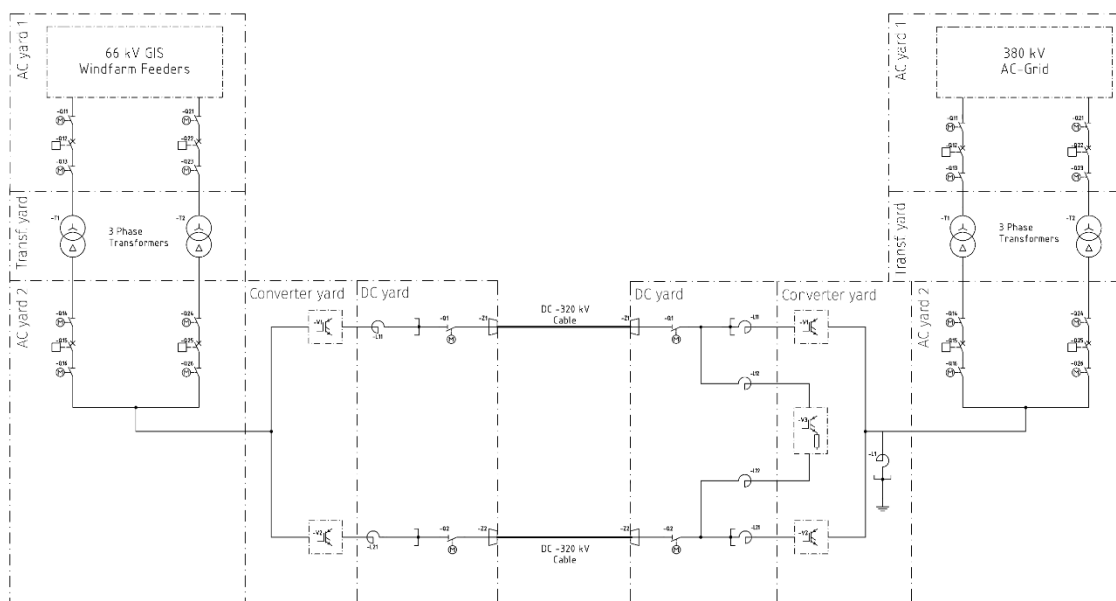 AC yard 1
66 kV GIS
Windfarm Feeders
-Q11
-Q21
-Q12
-Q22
-Q13
-Q23
Transf. yard
-T1
3 Phase
Transformers
-T2
AC yard 2
-Q14
-Q24
-Q15
-Q25
-Q16
-Q26
Converter yard
-V1
-V2
DC yard
-L11
-Q1
-Z1
-L21
-Q2
-Z2
DC -320 kV
Cable
DC -320 kV
Cable
DC yard
-Z1
-Q1
-L11
-L12
-Z2
-Q2
-L21
Converter yard
-V1
-V3
-V2
AC yard 1
380 kV
AC-Grid
-Q11
-Q21
-Q12
-Q22
-Q13
-Q23
Transf. yard
-T1
3 Phase
Transformers
-T2
AC yard 2
-Q14
-Q24
-Q15
-Q25
-Q16
-Q26
-L1